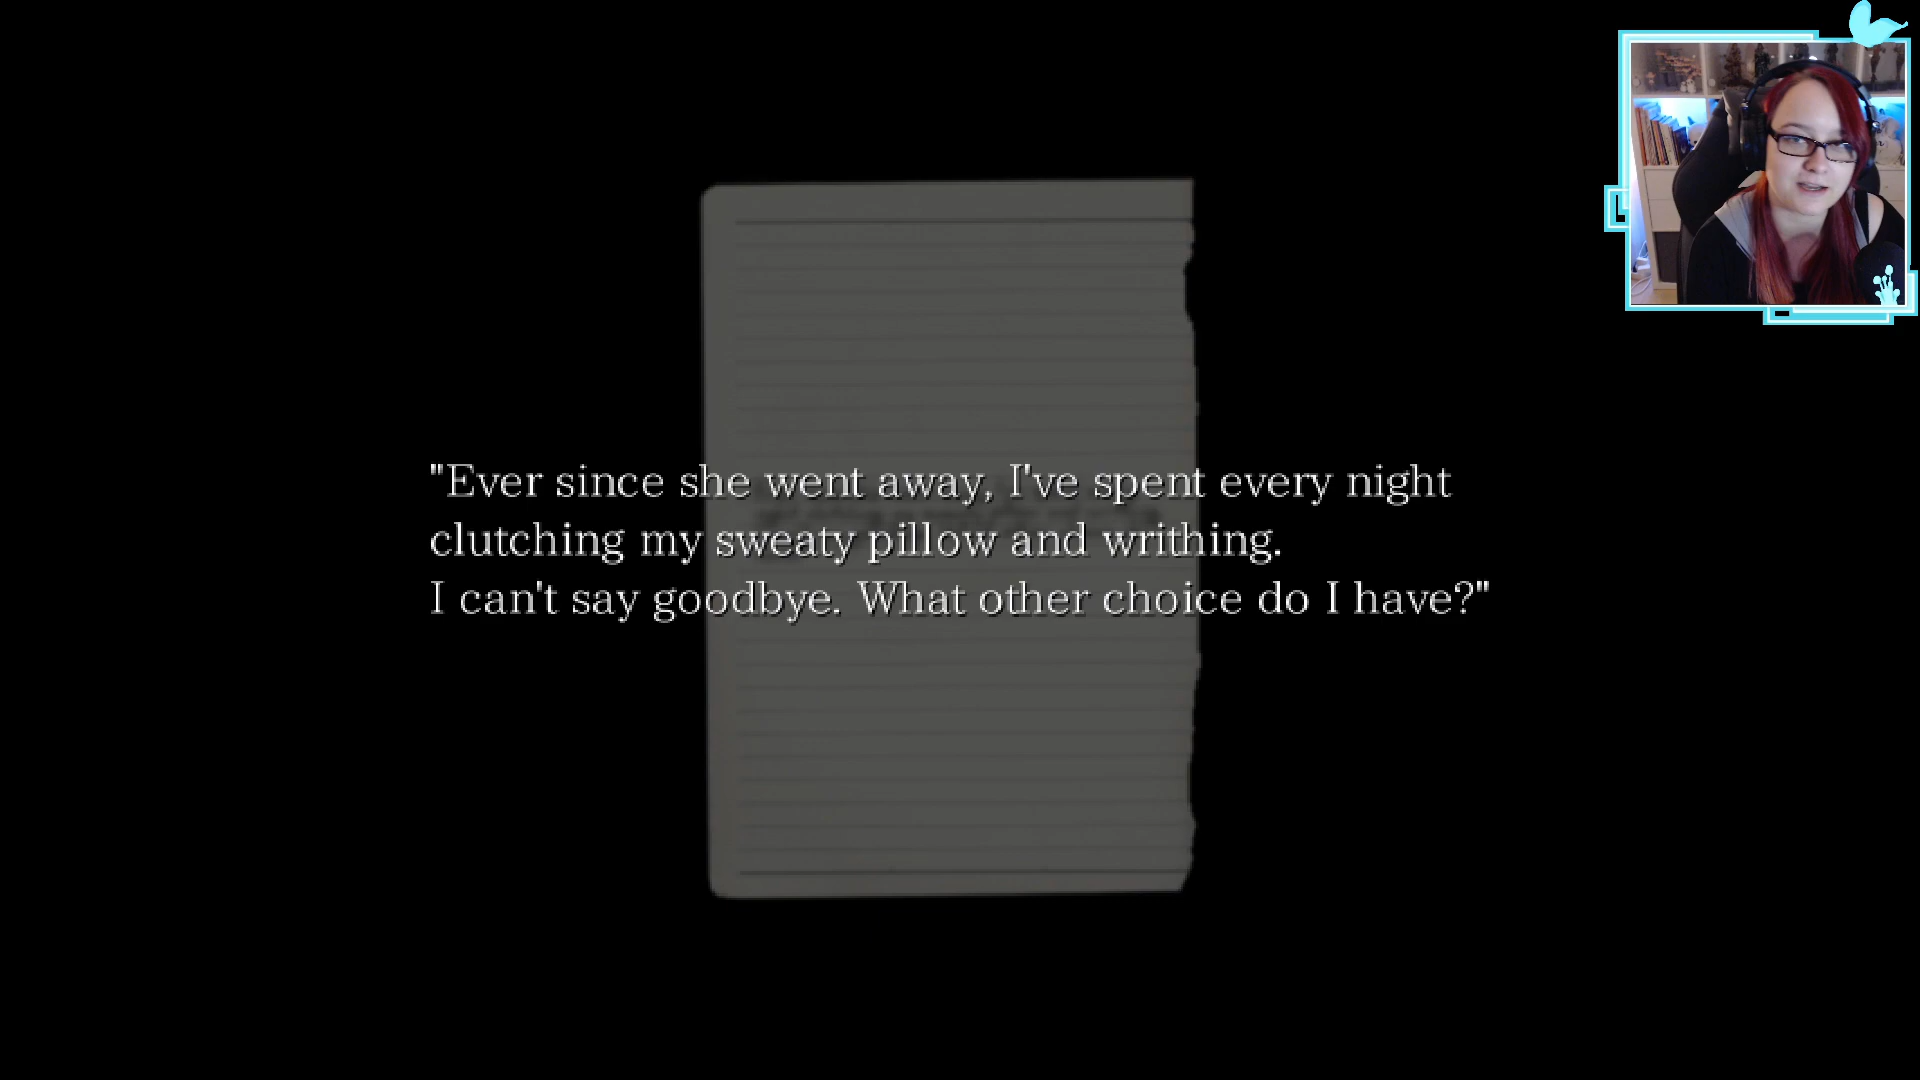 "Ever since she went away, I've spent every night
clutching my sweaty pillow and writhing.
I can't say goodbye. What other choice do I have?"